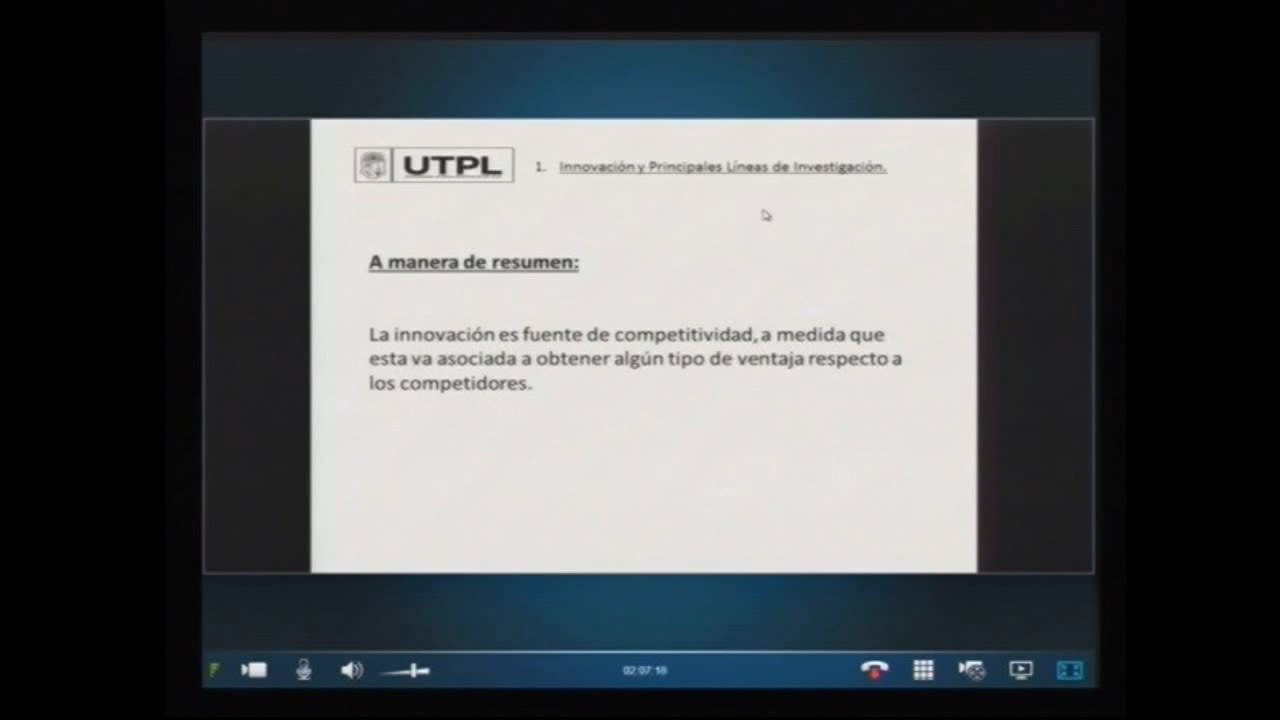 UTPL
1. Innovación y Principales Líneas de Investigación.
A manera de resumen:
La innovación es fuente de competitividad, a medida que
esta va asociada a obtener algún tipo de ventaja respecto a
los competidores.
02:07:18